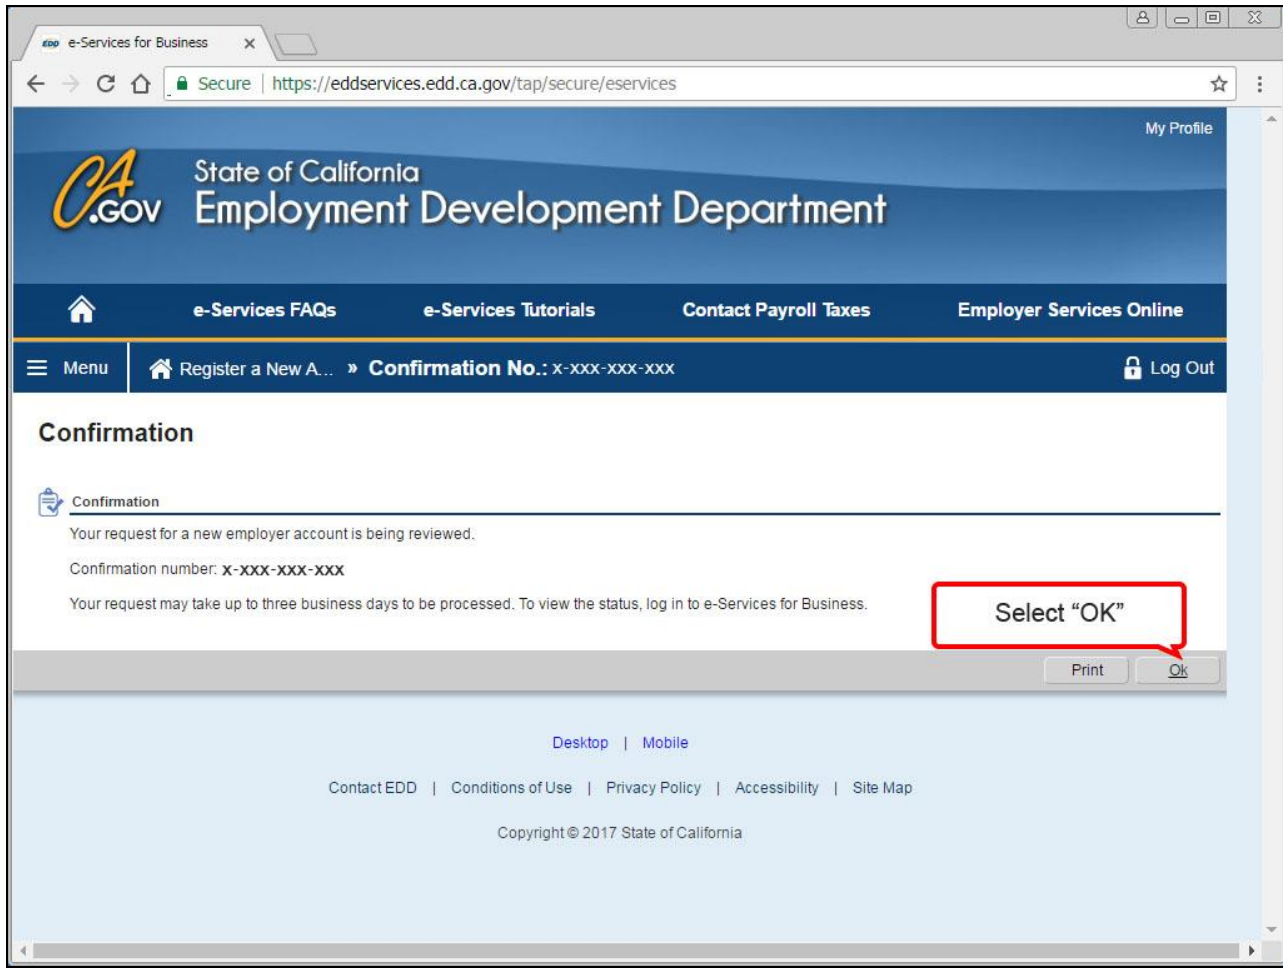 EDD e-Services for Business
Secure | https://eddservices.edd.ca.gov/tap/secure/eservices
My Profile
CA.GOV
State of California
Employment Development Department
e-Services FAQs
e-Services Tutorials
Contact Payroll Taxes
Employer Services Online
Menu
Register a New A... » Confirmation No.: x-xxx-xxx-xxx
Log Out
Confirmation
Confirmation
Your request for a new employer account is being reviewed.
Confirmation number: x-xxx-xxx-xxx
Your request may take up to three business days to be processed. To view the status, log in to e-Services for Business.
Select “OK”
Print
Ok
Desktop | Mobile
Contact EDD | Conditions of Use | Privacy Policy | Accessibility | Site Map
Copyright © 2017 State of California